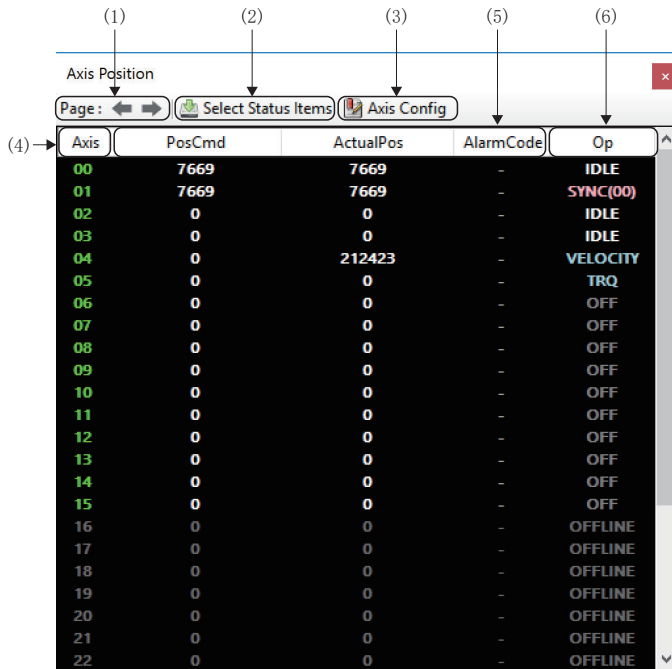 (1) (2) (3) (5) (6)
Axis Position ×
Page: Select Status Items Axis Config
(4) Axis PosCmd ActualPos AlarmCode Op
00 7669 7669 - IDLE
01 7669 7669 - SYNC(00)
02 0 0 - IDLE
03 0 0 - IDLE
04 0 212423 - VELOCITY
05 0 0 - TRQ
06 0 0 - OFF
07 0 0 - OFF
08 0 0 - OFF
09 0 0 - OFF
10 0 0 - OFF
11 0 0 - OFF
12 0 0 - OFF
13 0 0 - OFF
14 0 0 - OFF
15 0 0 - OFF
16 0 0 - OFFLINE
17 0 0 - OFFLINE
18 0 0 - OFFLINE
19 0 0 - OFFLINE
20 0 0 - OFFLINE
21 0 0 - OFFLINE
22 0 0 - OFFLINE